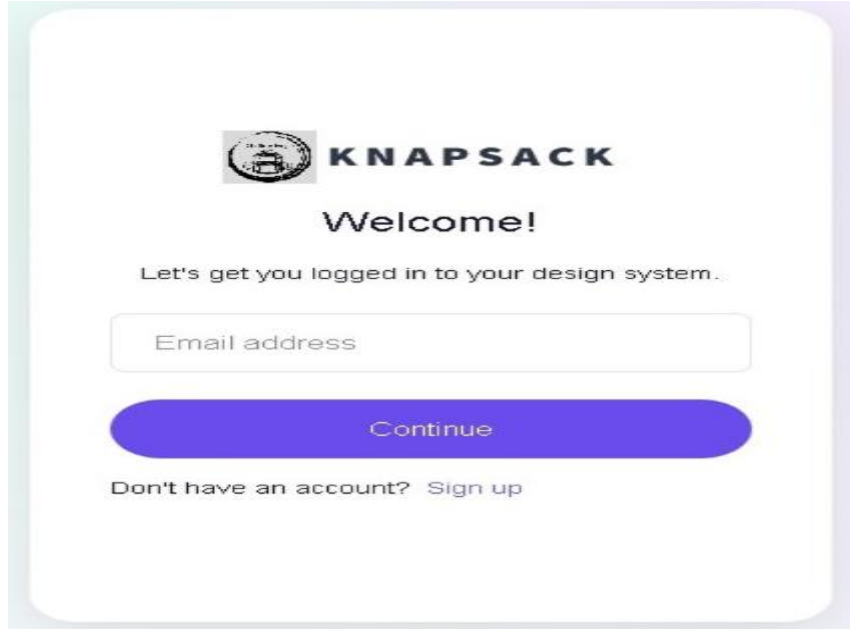 KNAPSACK
Welcome!
Let's get you logged in to your design system.
Email address
Continue
Don't have an account? Sign up